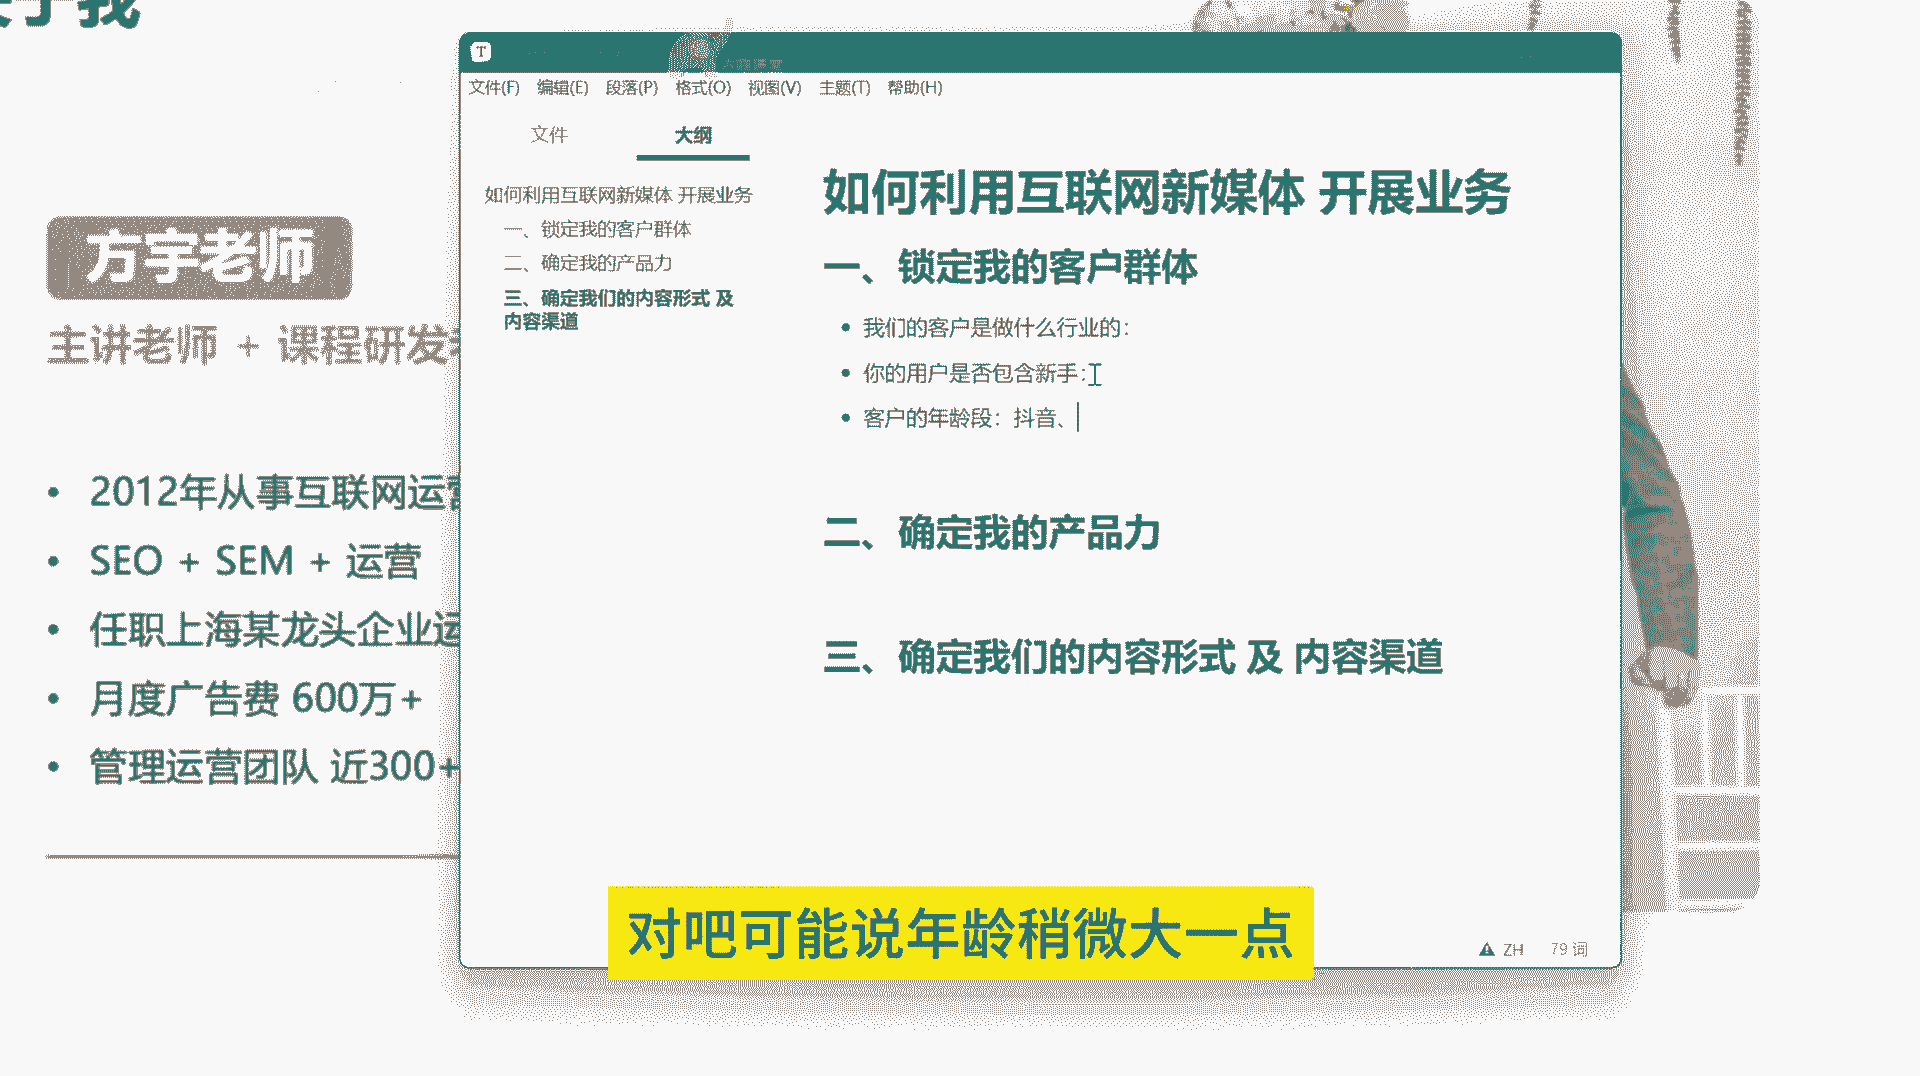 于我
方宇老师
主讲老师 + 课程研发
2012年从事互联网运营
SEO + SEM + 运营
任职上海某龙头企业运
月度广告费 600万+
管理运营团队 近300+
T
文件(F) 编辑(E) 段落(P) 格式(O) 视图(V) 主题(T) 帮助(H)
文件 大纲
如何利用互联网新媒体 开展业务
一、锁定我的客户群体
二、确定我的产品力
三、确定我们的内容形式 及
内容渠道
如何利用互联网新媒体 开展业务
一、锁定我的客户群体
我们的客户是做什么行业的:
你的用户是否包含新手:
客户的年龄段：抖音、
二、确定我的产品力
三、确定我们的内容形式 及 内容渠道
对吧可能说年龄稍微大一点
ZH 79 词